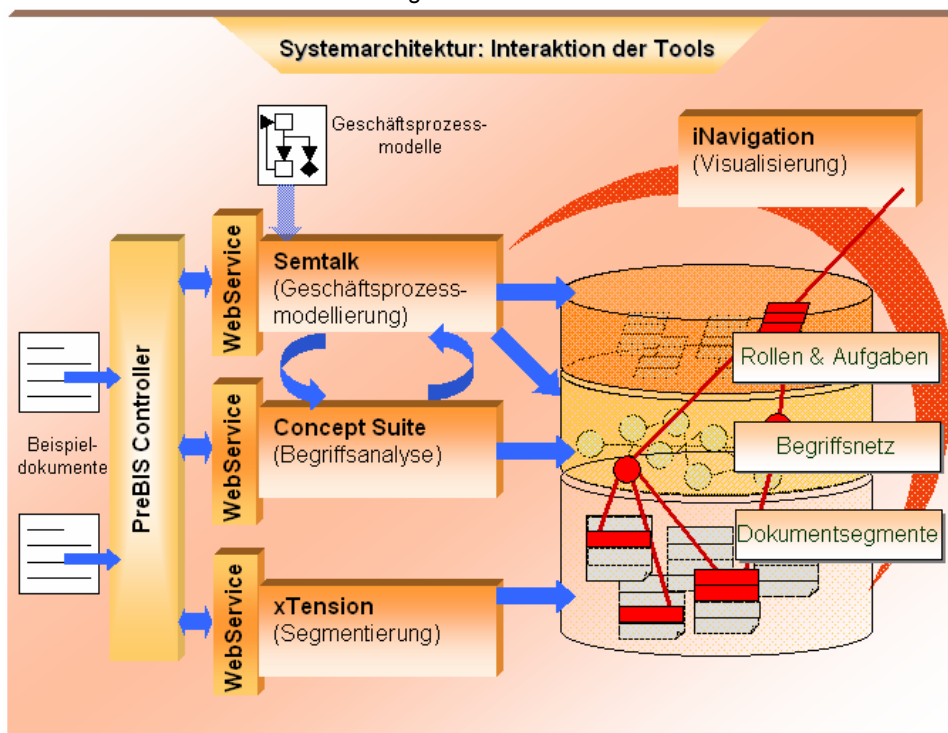 Systemarchitektur: Interaktion der Tools
Geschäftsprozess-
modelle
iNavigation
(Visualisierung)
WebService
Semtalk
(Geschäftsprozess-
modellierung)
PreBIS Controller
Rollen & Aufgaben
Beispiel-
dokumente
WebService
Concept Suite
(Begriffsanalyse)
Begriffsnetz
Dokumentsegmente
WebService
xTension
(Segmentierung)